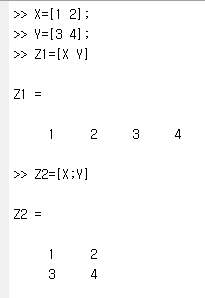 >> X=[1 2];
>> Y=[3 4];
>> Z1=[X Y]
Z1 =
1 2 3 4
>> Z2=[X;Y]
Z2 =
1 2
3 4